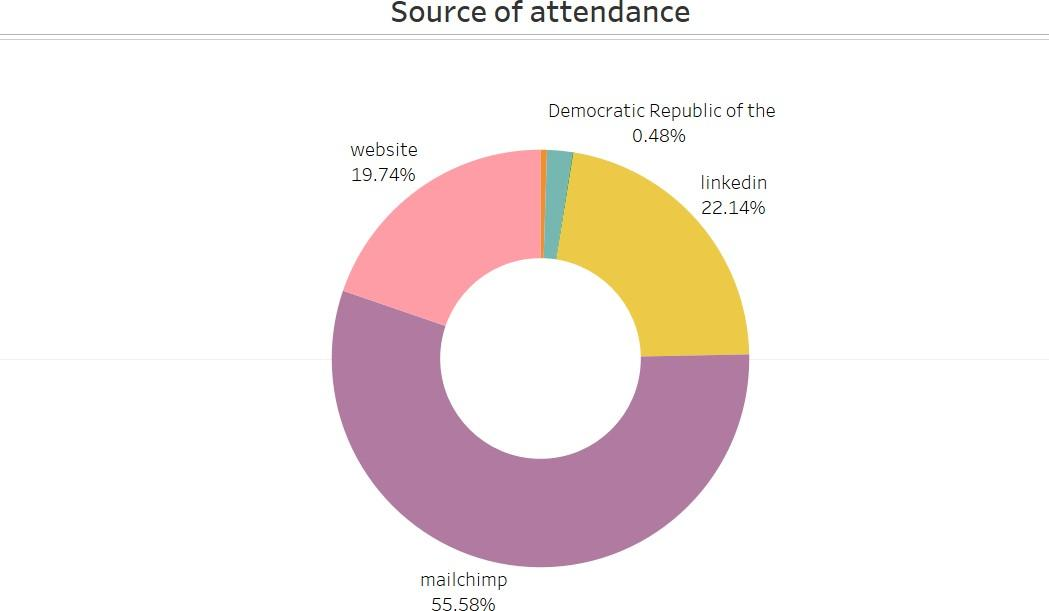 Source of attendance
Democratic Republic of the
0.48%
website
19.74%
linkedin
22.14%
mailchimp
55.58%